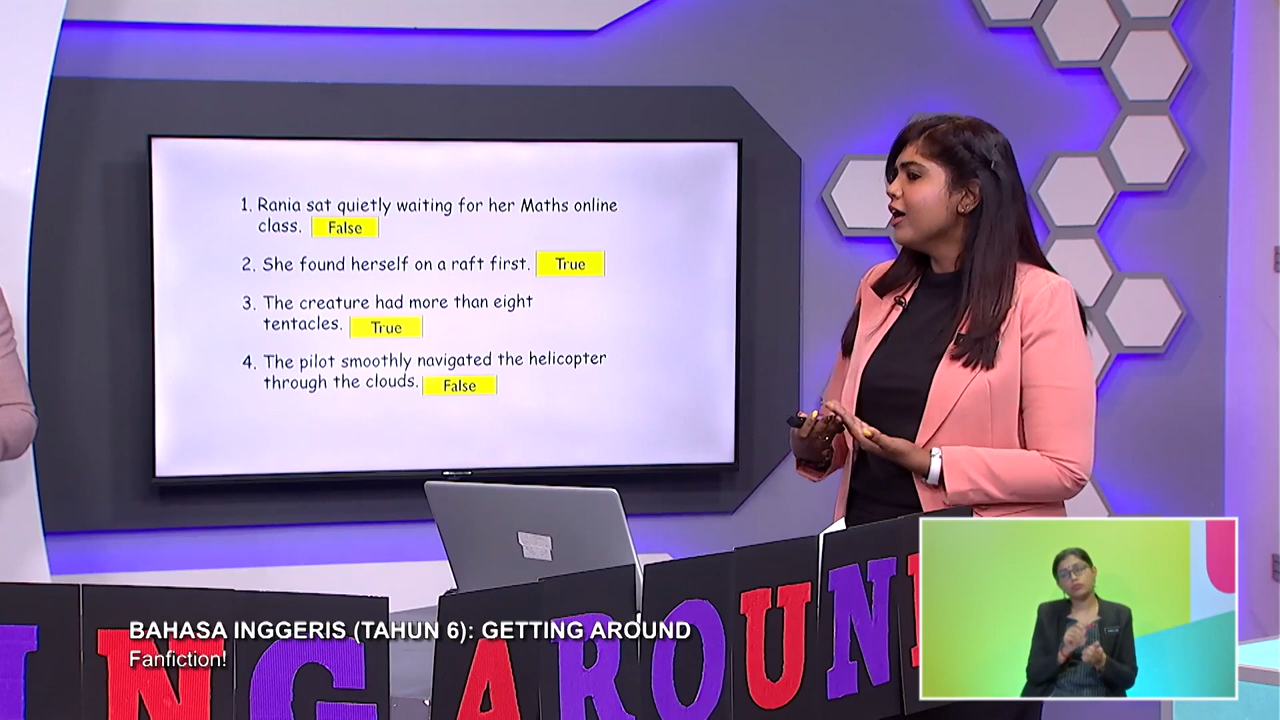 1. Rania sat quietly waiting for her Maths online
class. False
2. She found herself on a raft first. True
3. The creature had more than eight
tentacles. True
4. The pilot smoothly navigated the helicopter
through the clouds. False
ING AROUN
BAHASA INGGERIS (TAHUN 6): GETTING AROUND
Fanfiction!